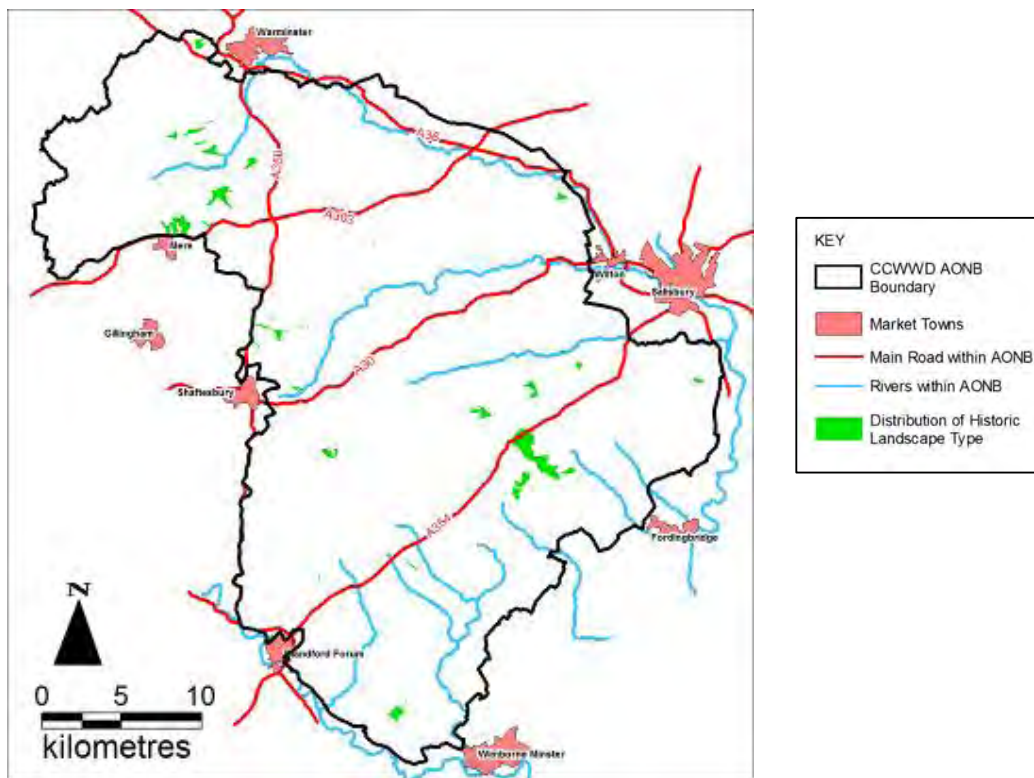 Warminster
A36
A350
A303
Mere
Wilton
Salisbury
Gillingham
A30
Shaftesbury
A354
Fordingbridge
N
Blandford Forum
0 5 10
kilometres
Wimborne Minster
KEY
CCWWD AONB
Boundary
Market Towns
Main Road within AONB
Rivers within AONB
Distribution of Historic
Landscape Type